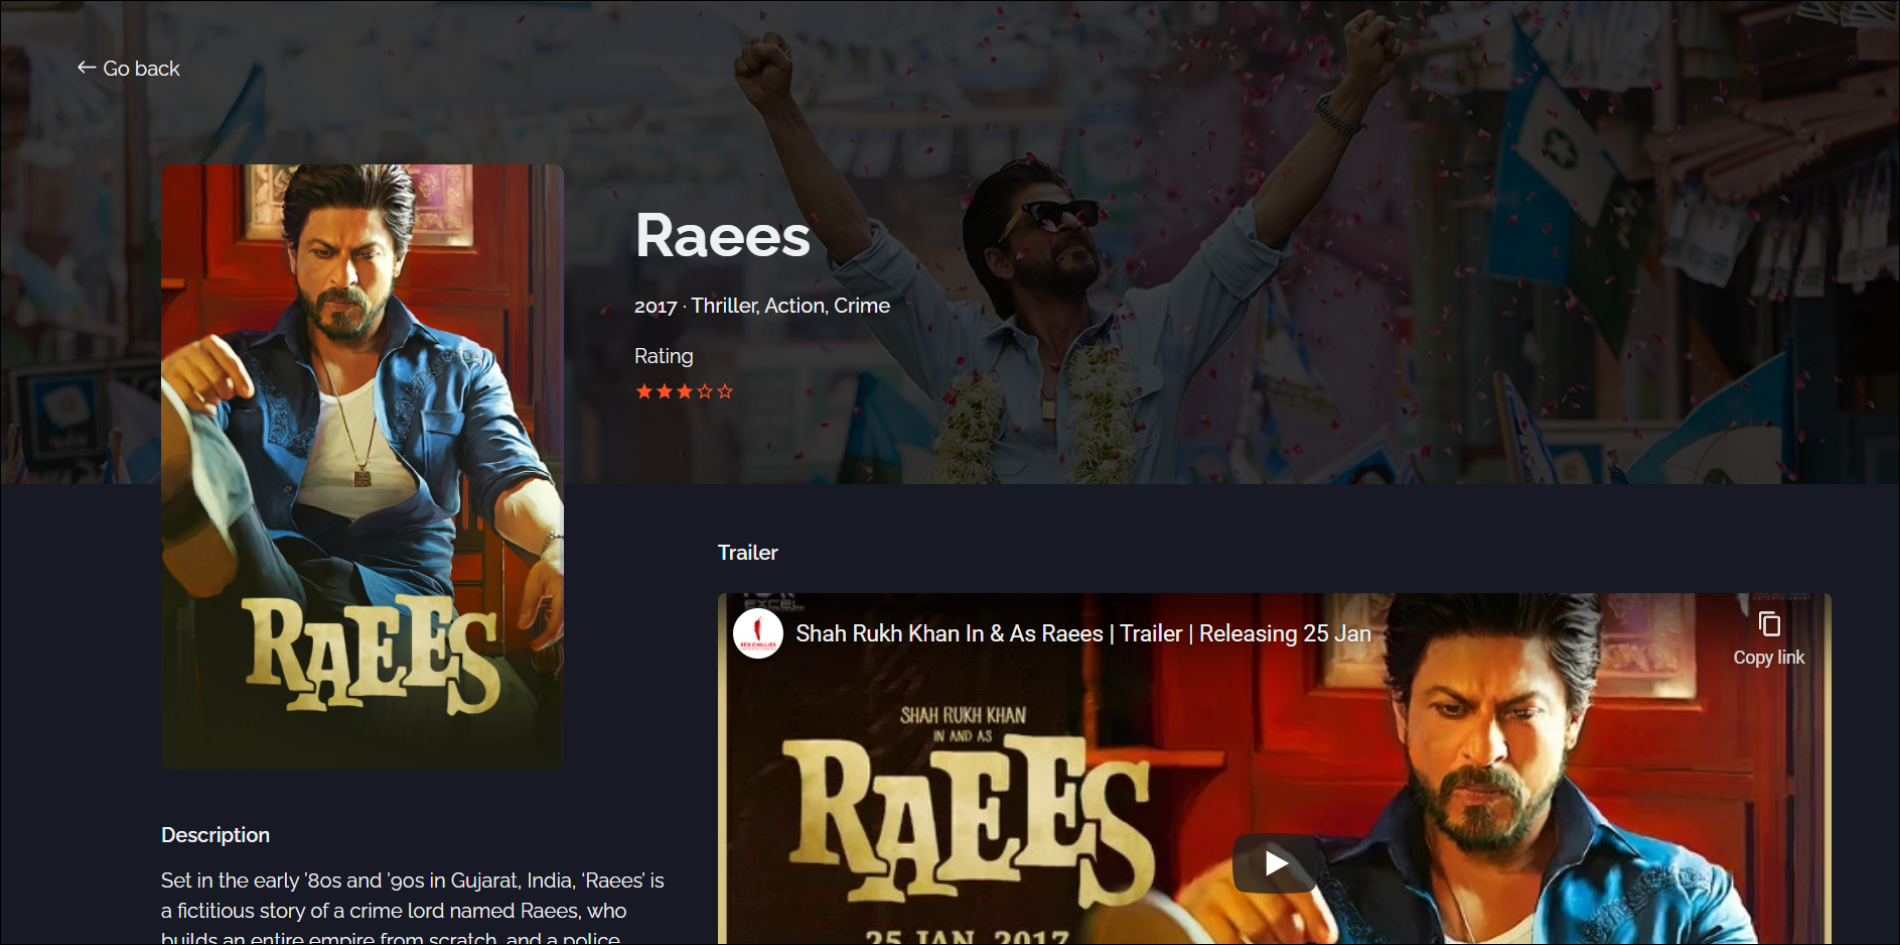 ← Go back
Raees
2017 · Thriller, Action, Crime
Rating
RAEES
Trailer
EXCEL
Shah Rukh Khan In & As Raees | Trailer | Releasing 25 Jan
RED CHILLIES
Copy link
SHAH RUKH KHAN
IN AND AS
RAEES
25 JAN 2017
Description
Set in the early '80s and '90s in Gujarat, India, 'Raees' is
a fictitious story of a crime lord named Raees, who
builds an entire empire from scratch, and a police